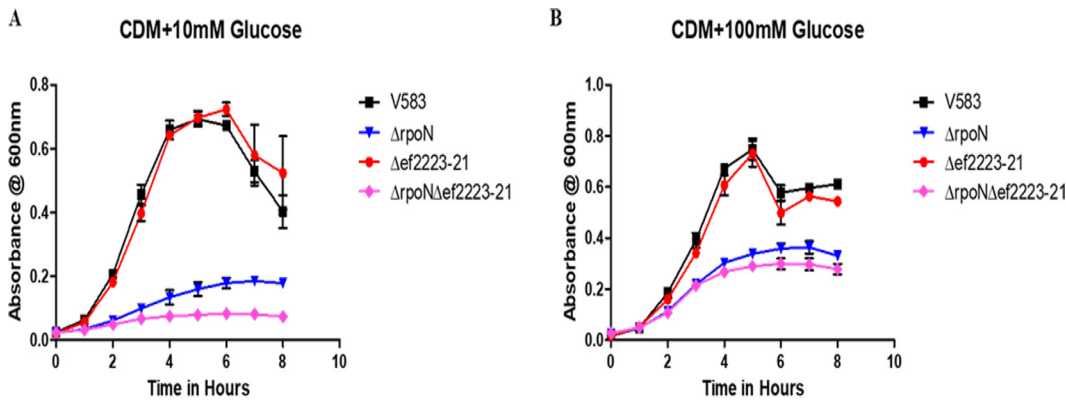 A
CDM+10mM Glucose
Absorbance @ 600nm
0.8
0.6
0.4
0.2
0.0
0 2 4 6 8 10
Time in Hours
V583
ΔrpoN
Δef2223-21
ΔrpoNΔef2223-21
B
CDM+100mM Glucose
Absorbance @ 600nm
1.0
0.8
0.6
0.4
0.2
0.0
0 2 4 6 8 10
Time in Hours
V583
ΔrpoN
Δef2223-21
ΔrpoNΔef2223-21